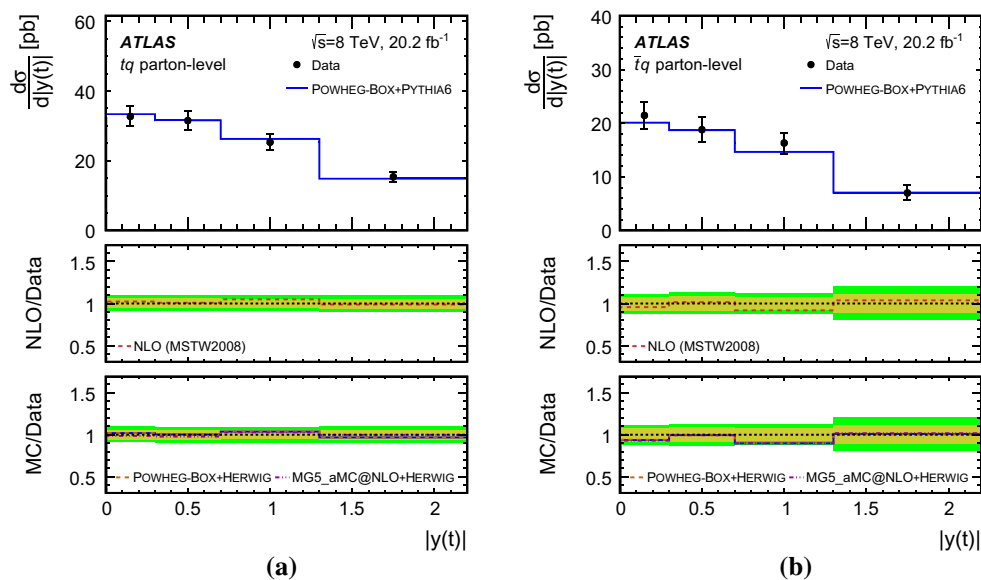 dσ
d|y(t)| [pb]
60
40
20
0
ATLAS
√s=8 TeV, 20.2 fb-1
tq parton-level
Data
POWHEG-BOX+PYTHIA6
NLO/Data
1.5
1
0.5
NLO (MSTW2008)
MC/Data
1.5
1
0.5
POWHEG-BOX+HERWIG
MG5_aMC@NLO+HERWIG
0 0.5 1 1.5 2
|y(t)|
(a)
dσ
d|y(t)| [pb]
40
30
20
10
0
ATLAS
√s=8 TeV, 20.2 fb-1
t̄q parton-level
Data
POWHEG-BOX+PYTHIA6
NLO/Data
1.5
1
0.5
NLO (MSTW2008)
MC/Data
1.5
1
0.5
POWHEG-BOX+HERWIG
MG5_aMC@NLO+HERWIG
0 0.5 1 1.5 2
|y(t)|
(b)